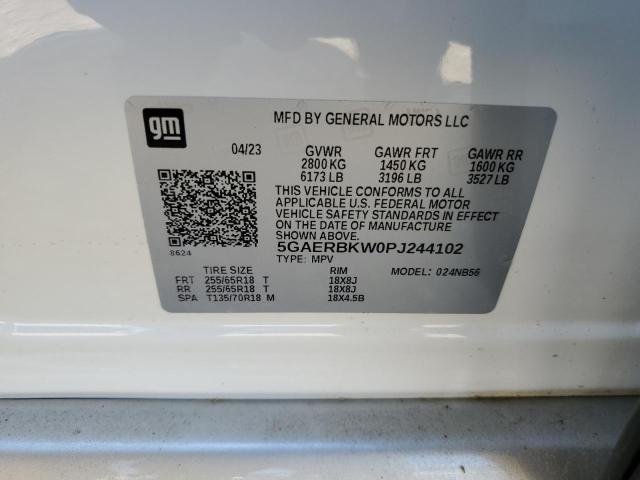 gm
MFD BY GENERAL MOTORS LLC
04/23 GVWR GAWR FRT GAWR RR
2800 KG 1450 KG 1600 KG
6173 LB 3196 LB 3527 LB
THIS VEHICLE CONFORMS TO ALL
APPLICABLE U.S. FEDERAL MOTOR
VEHICLE SAFETY STANDARDS IN EFFECT
ON THE DATE OF MANUFACTURE
SHOWN ABOVE.
8624
5GAERBKW0PJ244102
TYPE: MPV MODEL: 024NB56
TIRE SIZE RIM
FRT 255/65R18 T 18X8J
RR 255/65R18 T 18X8J
SPA T135/70R18 M 18X4.5B